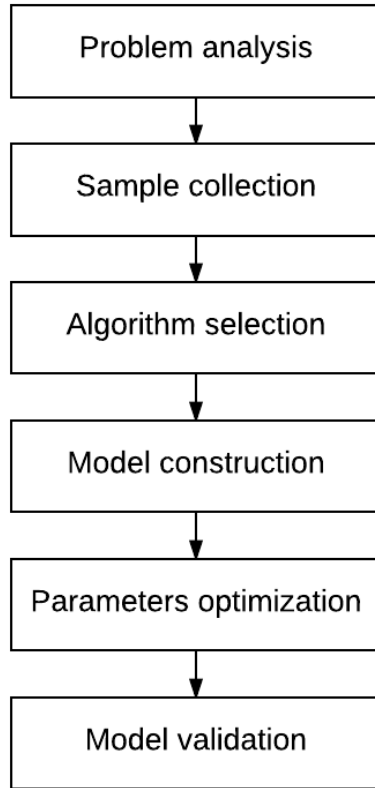 Problem analysis
Sample collection
Algorithm selection
Model construction
Parameters optimization
Model validation